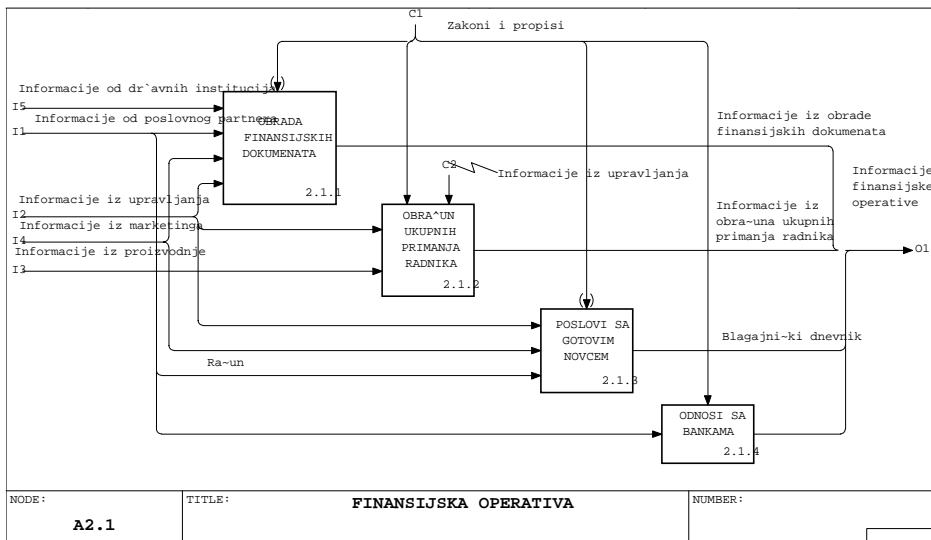 C1
Zakoni i propisi
Informacije od dr`avnih institucija
I5
Informacije od poslovnog partnera
I1
OBRADA
FINANSIJSKIH
DOKUMENATA
2.1.1
Informacije iz obrade
finansijskih dokumenata
C2
Informacije iz upravljanja
Informacije
finansijske
operative
Informacije iz upravljanja
I2
Informacije iz marketinga
I4
Informacije iz proizvodnje
I3
OBRA^UN
UKUPNIH
PRIMANJA
RADNIKA
2.1.2
Informacije iz
obra~una ukupnih
primanja radnika
O1
POSLOVI SA
GOTOVIM
NOVCEM
2.1.3
Blagajni~ki dnevnik
Ra~un
ODNOSI SA
BANKAMA
2.1.4
NODE:
A2.1
TITLE:
FINANSIJSKA OPERATIVA
NUMBER: